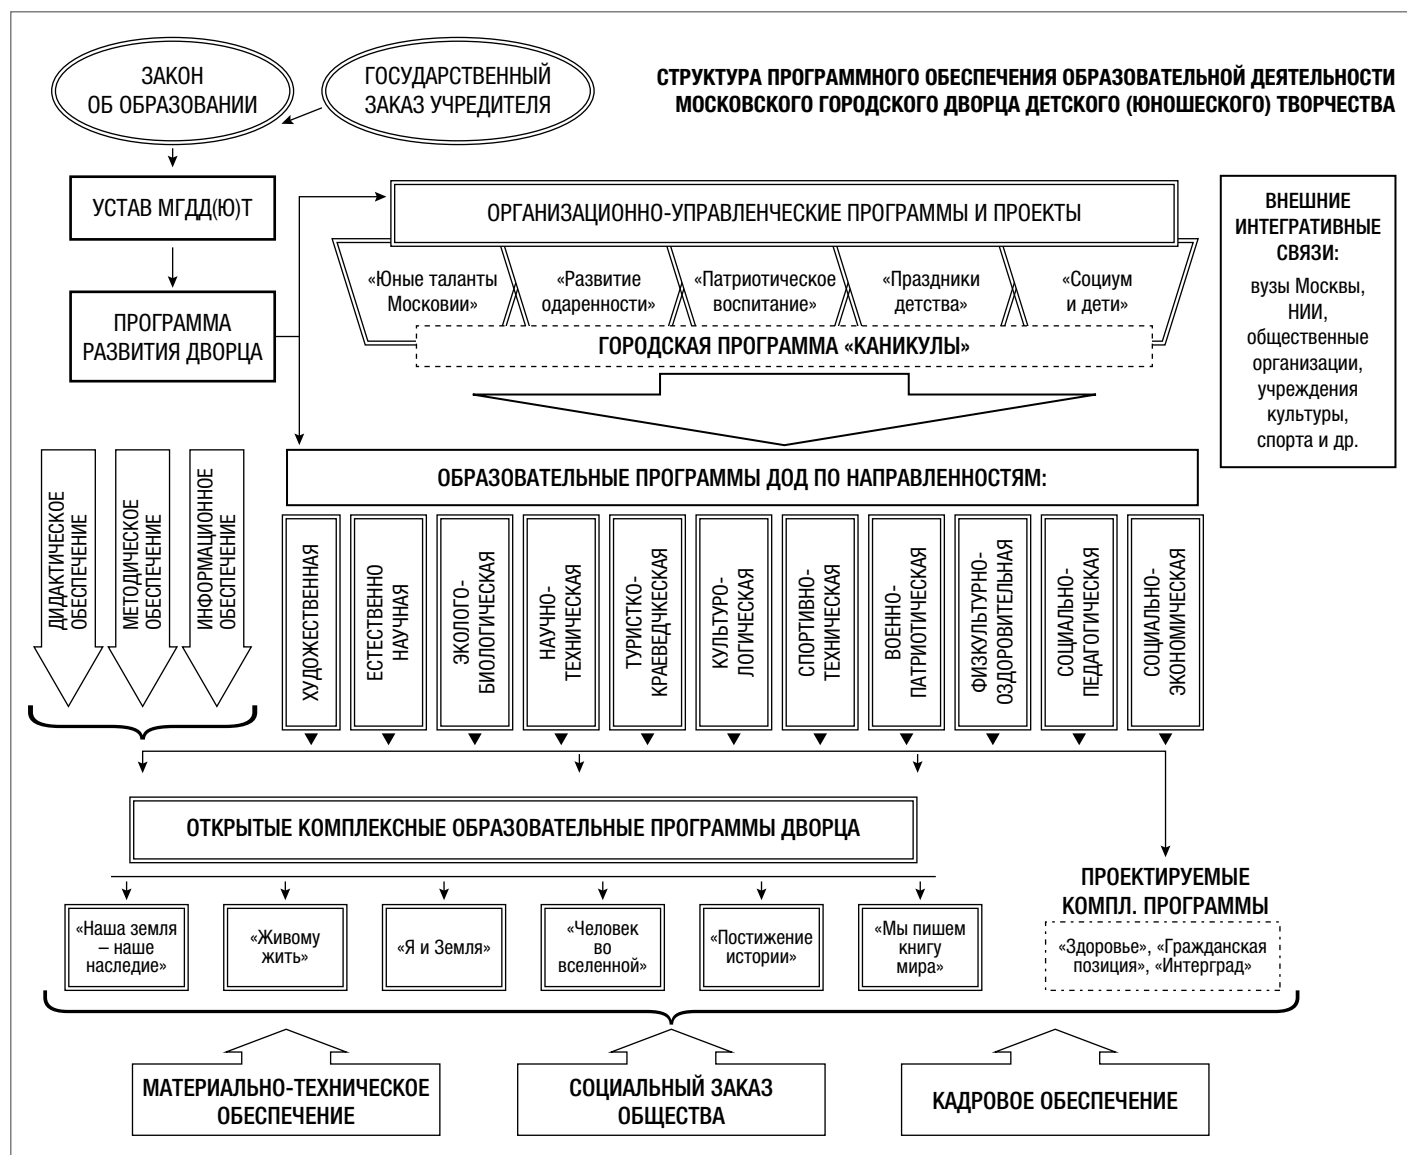 ЗАКОН
ОБ ОБРАЗОВАНИИ
ГОСУДАРСТВЕННЫЙ
ЗАКАЗ УЧРЕДИТЕЛЯ
СТРУКТУРА ПРОГРАММНОГО ОБЕСПЕЧЕНИЯ ОБРАЗОВАТЕЛЬНОЙ ДЕЯТЕЛЬНОСТИ
МОСКОВСКОГО ГОРОДСКОГО ДВОРЦА ДЕТСКОГО (ЮНОШЕСКОГО) ТВОРЧЕСТВА
УСТАВ МГДД(Ю)Т
ПРОГРАММА
РАЗВИТИЯ ДВОРЦА
ОРГАНИЗАЦИОННО-УПРАВЛЕНЧЕСКИЕ ПРОГРАММЫ И ПРОЕКТЫ
«Юные таланты
Московии»
«Развитие
одаренности»
«Патриотическое
воспитание»
«Праздники
детства»
«Социум
и дети»
ГОРОДСКАЯ ПРОГРАММА «КАНИКУЛЫ»
ВНЕШНИЕ
ИНТЕГРАТИВНЫЕ
СВЯЗИ:
вузы Москвы,
НИИ,
общественные
организации,
учреждения
культуры,
спорта и др.
ОБРАЗОВАТЕЛЬНЫЕ ПРОГРАММЫ ДОД ПО НАПРАВЛЕННОСТЯМ:
ДИДАКТИЧЕСКОЕ
ОБЕСПЕЧЕНИЕ
МЕТОДИЧЕСКОЕ
ОБЕСПЕЧЕНИЕ
ИНФОРМАЦИОННОЕ
ОБЕСПЕЧЕНИЕ
ХУДОЖЕСТВЕННАЯ
ЕСТЕСТВЕННО
НАУЧНАЯ
ЭКОЛОГО-
БИОЛОГИЧЕСКАЯ
НАУЧНО-
ТЕХНИЧЕСКАЯ
ТУРИСТКО-
КРАЕВЕДЧКЕСКАЯ
КУЛЬТУРО-
ЛОГИЧЕСКАЯ
СПОРТИВНО-
ТЕХНИЧЕСКАЯ
ВОЕННО-
ПАТРИОТИЧЕСКАЯ
ФИЗКУЛЬТУРНО-
ОЗДОРОВИТЕЛЬНАЯ
СОЦИАЛЬНО-
ПЕДАГОГИЧЕСКАЯ
СОЦИАЛЬНО-
ЭКОНОМИЧЕСКАЯ
ОТКРЫТЫЕ КОМПЛЕКСНЫЕ ОБРАЗОВАТЕЛЬНЫЕ ПРОГРАММЫ ДВОРЦА
«Наша земля
– наше
наследие»
«Живому
жить»
«Я и Земля»
«Человек
во
вселенной»
«Постижение
истории»
«Мы пишем
книгу
мира»
ПРОЕКТИРУЕМЫЕ
КОМПЛ. ПРОГРАММЫ
«Здоровье», «Гражданская
позиция», «Интерград»
МАТЕРИАЛЬНО-ТЕХНИЧЕСКОЕ
ОБЕСПЕЧЕНИЕ
СОЦИАЛЬНЫЙ ЗАКАЗ
ОБЩЕСТВА
КАДРОВОЕ ОБЕСПЕЧЕНИЕ